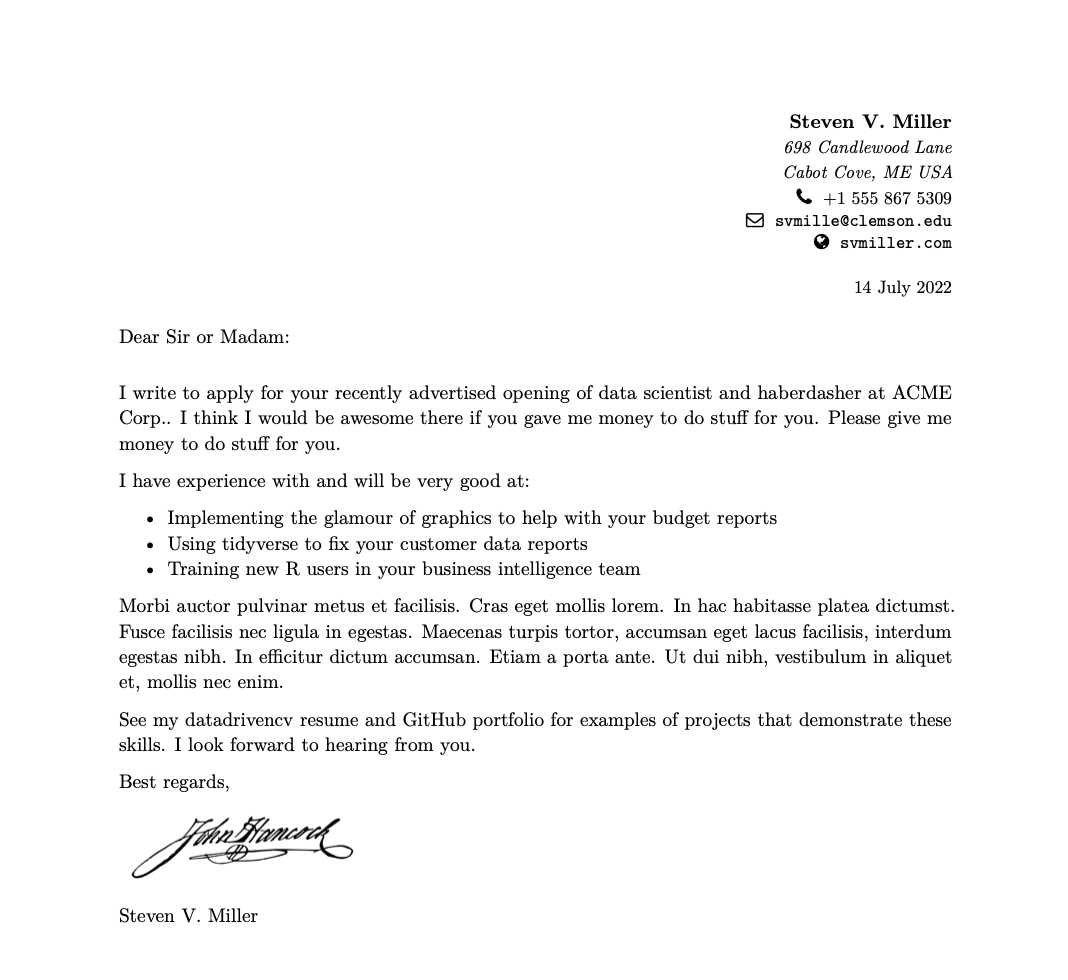 Steven V. Miller
698 Candlewood Lane
Cabot Cove, ME USA
+1 555 867 5309
svmille@clemson.edu
svmiller.com
14 July 2022
Dear Sir or Madam:
I write to apply for your recently advertised opening of data scientist and haberdasher at ACME
Corp.. I think I would be awesome there if you gave me money to do stuff for you. Please give me
money to do stuff for you.
I have experience with and will be very good at:
• Implementing the glamour of graphics to help with your budget reports
• Using tidyverse to fix your customer data reports
• Training new R users in your business intelligence team
Morbi auctor pulvinar metus et facilisis. Cras eget mollis lorem. In hac habitasse platea dictumst.
Fusce facilisis nec ligula in egestas. Maecenas turpis tortor, accumsan eget lacus facilisis, interdum
egestas nibh. In efficitur dictum accumsan. Etiam a porta ante. Ut dui nibh, vestibulum in aliquet
et, mollis nec enim.
See my datadrivencv resume and GitHub portfolio for examples of projects that demonstrate these
skills. I look forward to hearing from you.
Best regards,
John Hancock
Steven V. Miller